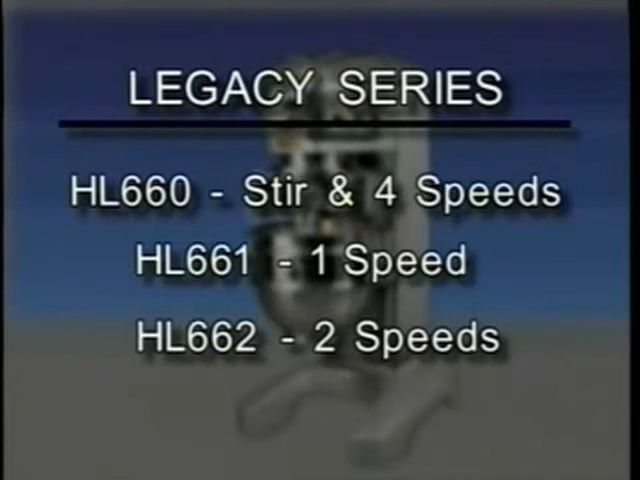 LEGACY SERIES
HL660 - Stir & 4 Speeds
HL661 - 1 Speed
HL662 - 2 Speeds